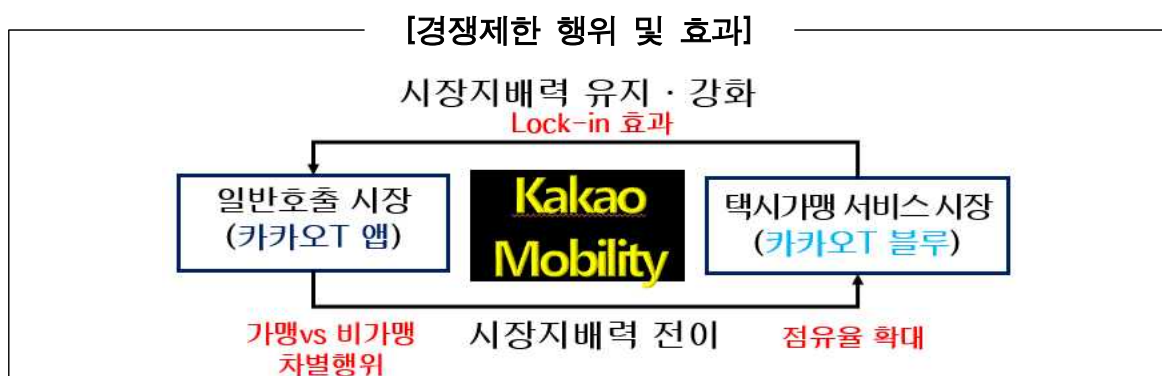 [경쟁제한 행위 및 효과]
시장지배력 유지·강화
Lock-in 효과
일반호출 시장
(카카오T 앱)
Kakao
Mobility
택시가맹 서비스 시장
(카카오T 블루)
가맹vs 비가맹
차별행위
시장지배력 전이
점유율 확대